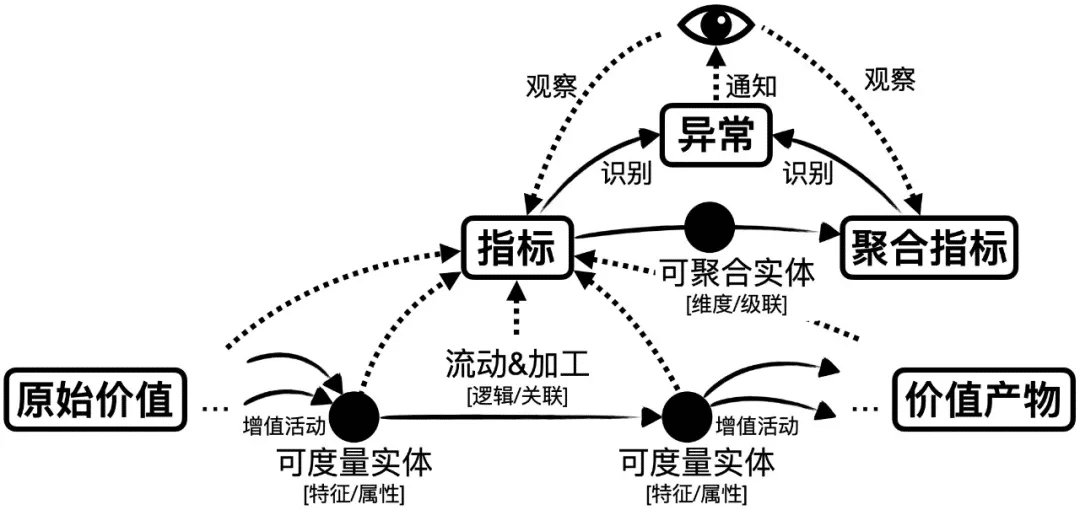 观察
通知
观察
异常
识别
识别
指标
聚合指标
可聚合实体
[维度/级联]
流动&加工
[逻辑/关联]
原始价值
...
增值活动
增值活动
...
价值产物
可度量实体
[特征/属性]
可度量实体
[特征/属性]